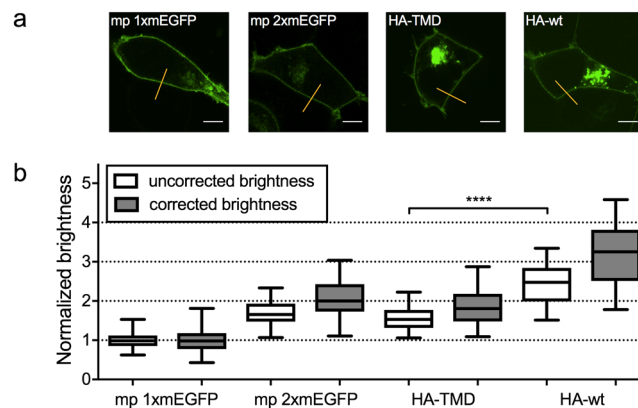 a
mp 1xmEGFP
mp 2xmEGFP
HA-TMD
HA-wt
b
uncorrected brightness
corrected brightness
****
Normalized brightness
5
4
3
2
1
0
mp 1xmEGFP
mp 2xmEGFP
HA-TMD
HA-wt